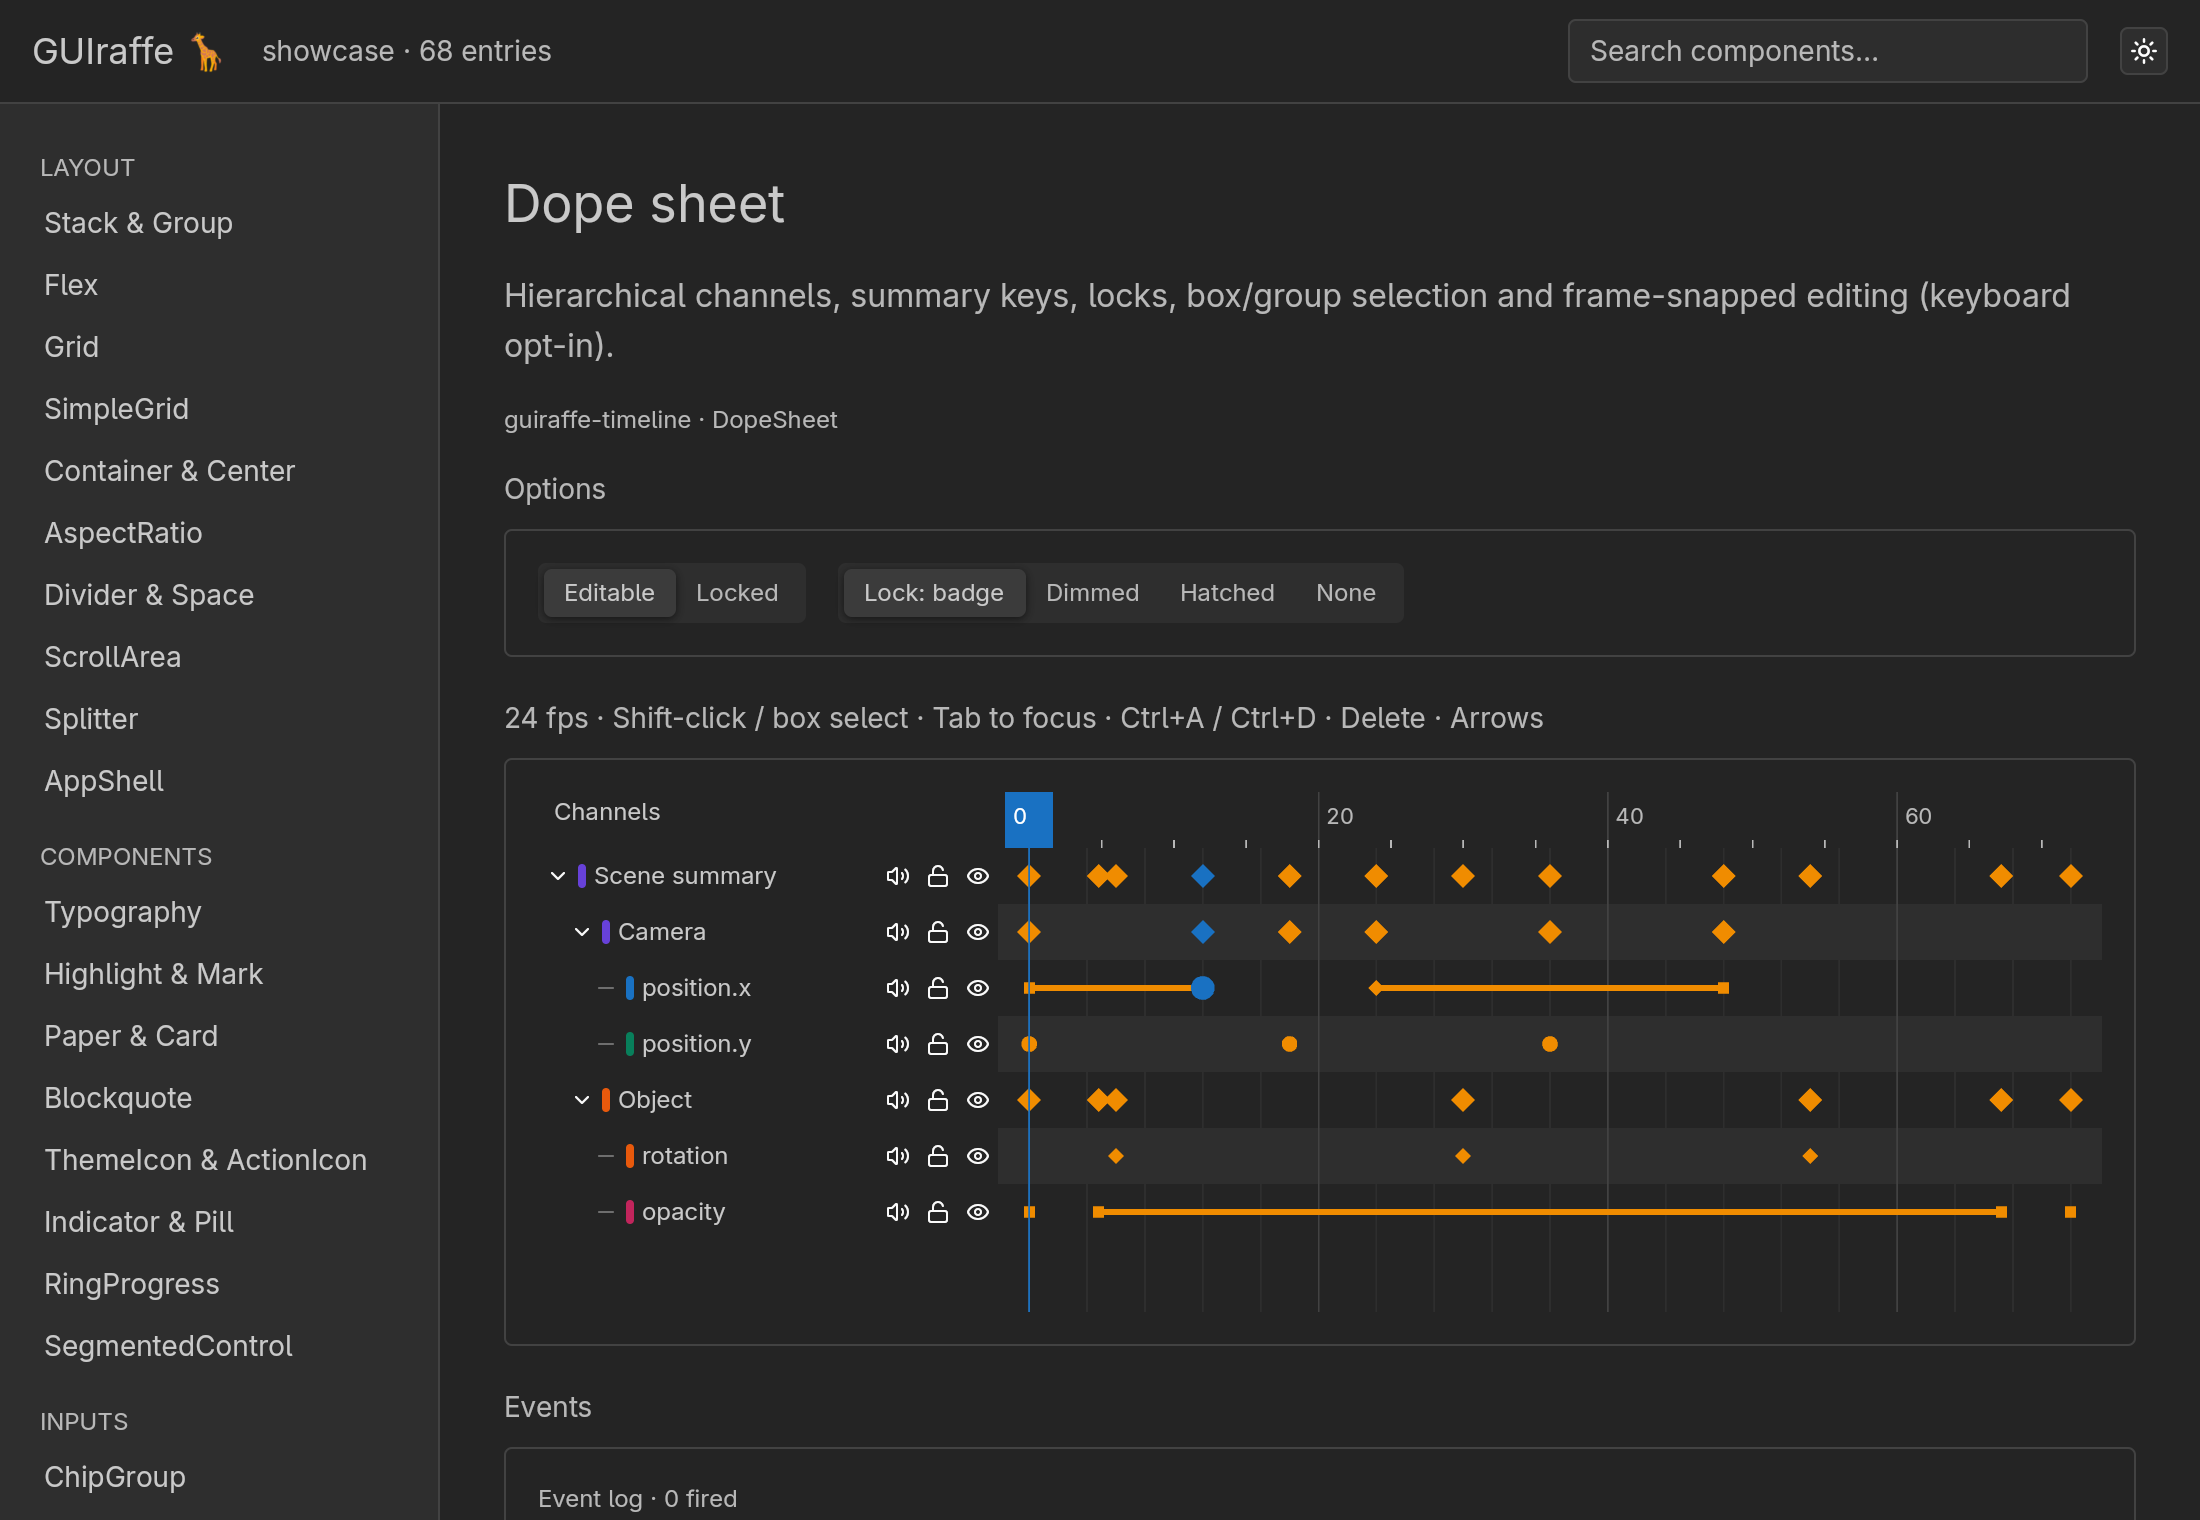 GUIraffe 🦒 showcase · 68 entries
Search components...
LAYOUT
Stack & Group
Flex
Grid
SimpleGrid
Container & Center
AspectRatio
Divider & Space
ScrollArea
Splitter
AppShell
COMPONENTS
Typography
Highlight & Mark
Paper & Card
Blockquote
ThemeIcon & ActionIcon
Indicator & Pill
RingProgress
SegmentedControl
INPUTS
ChipGroup
Dope sheet
Hierarchical channels, summary keys, locks, box/group selection and frame-snapped editing (keyboard
opt-in).
guiraffe-timeline · DopeSheet
Options
Editable Locked Lock: badge Dimmed Hatched None
24 fps · Shift-click / box select · Tab to focus · Ctrl+A / Ctrl+D · Delete · Arrows
Channels 0 20 40 60
Scene summary
Camera
position.x
position.y
Object
rotation
opacity
Events
Event log · 0 fired